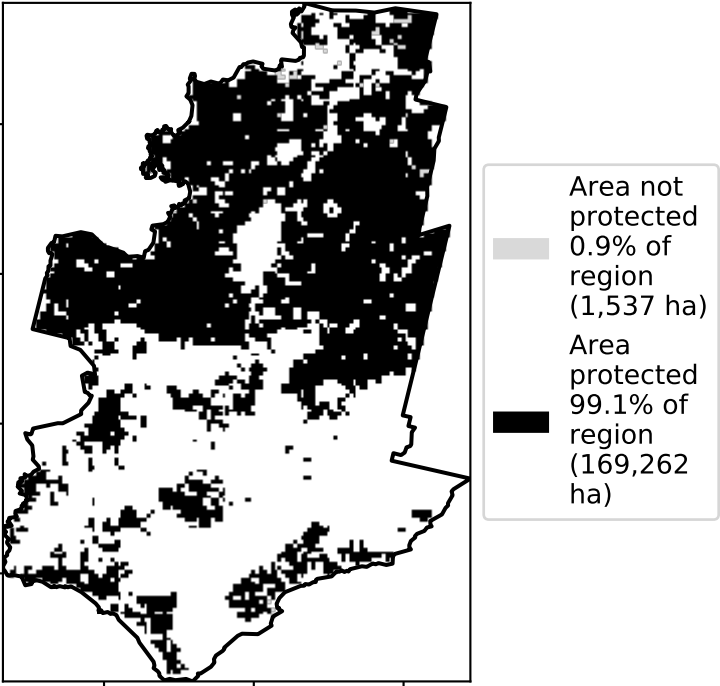 Area not
protected
0.9% of
region
(1,537 ha)
Area
protected
99.1% of
region
(169,262
ha)